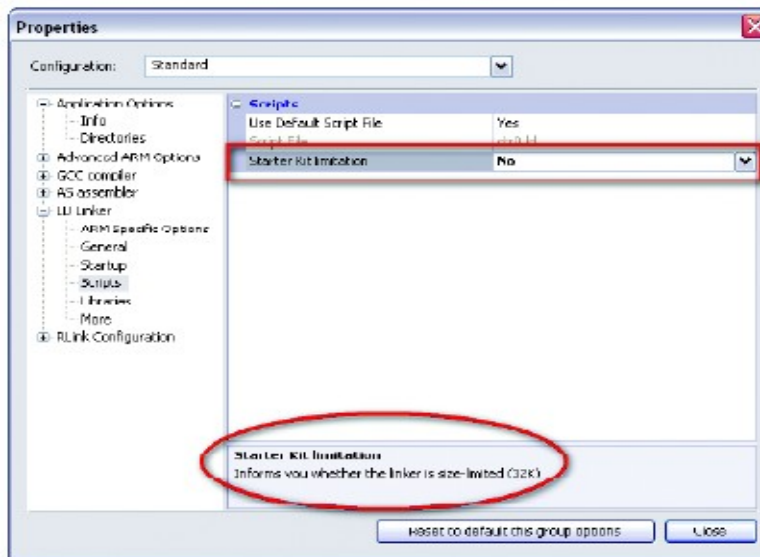 Properties
Configuration: Standard
Application Options
Info
Directories
Advanced ARM Options
GCC compiler
AS assembler
LD Linker
ARM Specific Options
General
Startup
Scripts
Libraries
More
RLink Configuration
Scripts
Use Default Script File Yes
Script File
Starter Kit limitation No
Starter Kit limitation
Informs you whether the linker is size-limited (32K)
Reset to default this group options Close